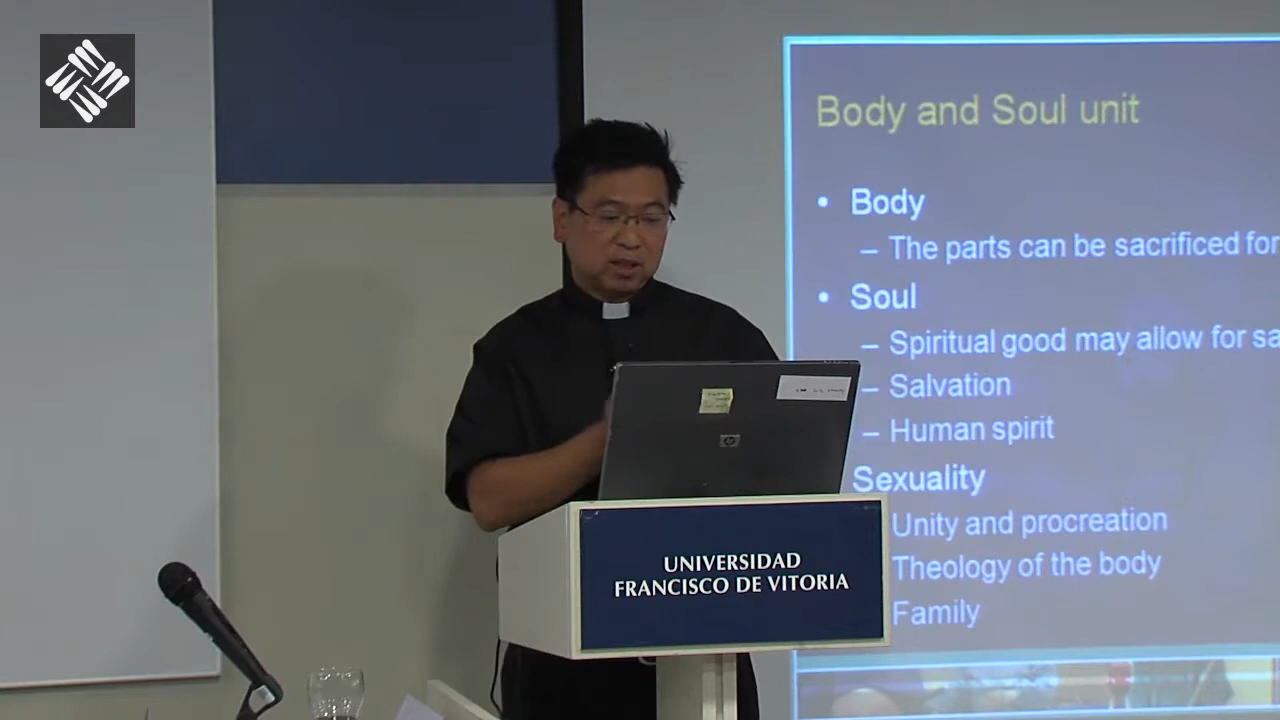 Body and Soul unit
• Body
– The parts can be sacrificed for
• Soul
– Spiritual good may allow for sa
– Salvation
– Human spirit
Sexuality
Unity and procreation
Theology of the body
Family
hp
UNIVERSIDAD
FRANCISCO DE VITORIA